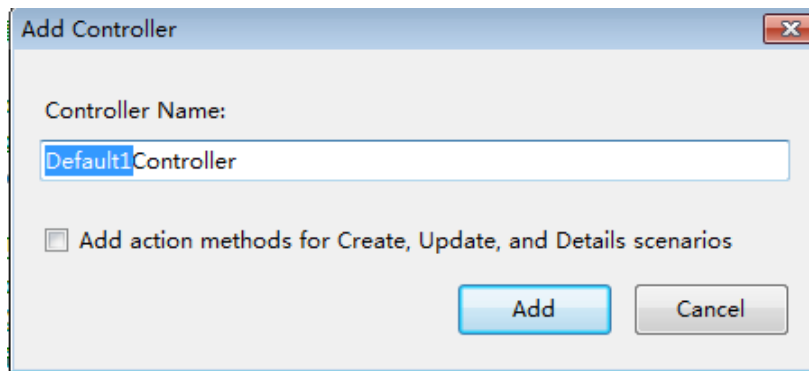 Add Controller
Controller Name:
Default1Controller
Add action methods for Create, Update, and Details scenarios
Add
Cancel